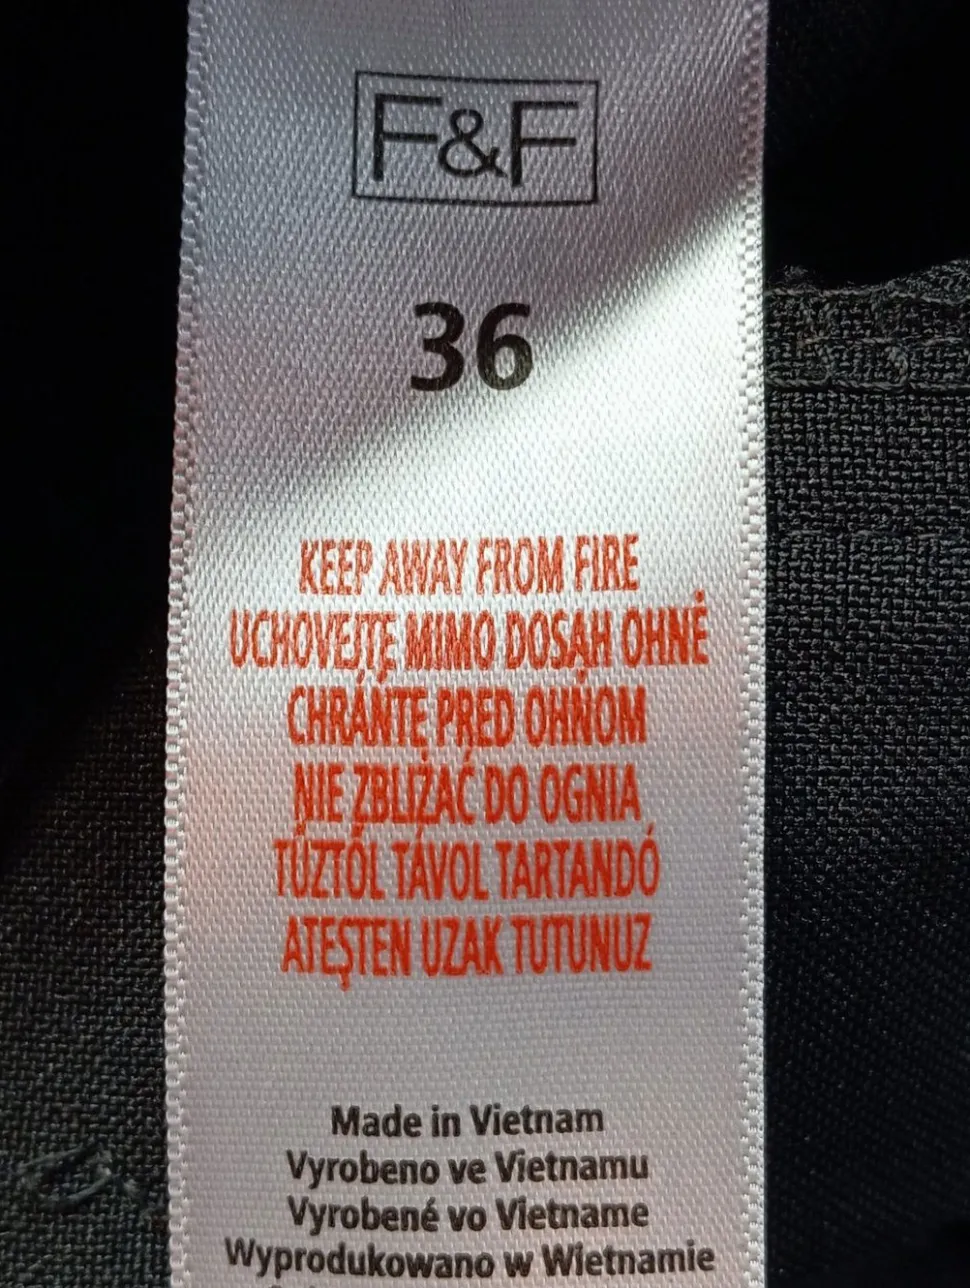 F&F
36
KEEP AWAY FROM FIRE
UCHOVEJTE MIMO DOSAH OHNĚ
CHRÁŇTE PRED OHŇOM
NIE ZBLIŻAĆ DO OGNIA
TŰZTŐL TÁVOL TARTANDÓ
ATEŞTEN UZAK TUTUNUZ
Made in Vietnam
Vyrobeno ve Vietnamu
Vyrobené vo Vietname
Wyprodukowano w Wietnamie